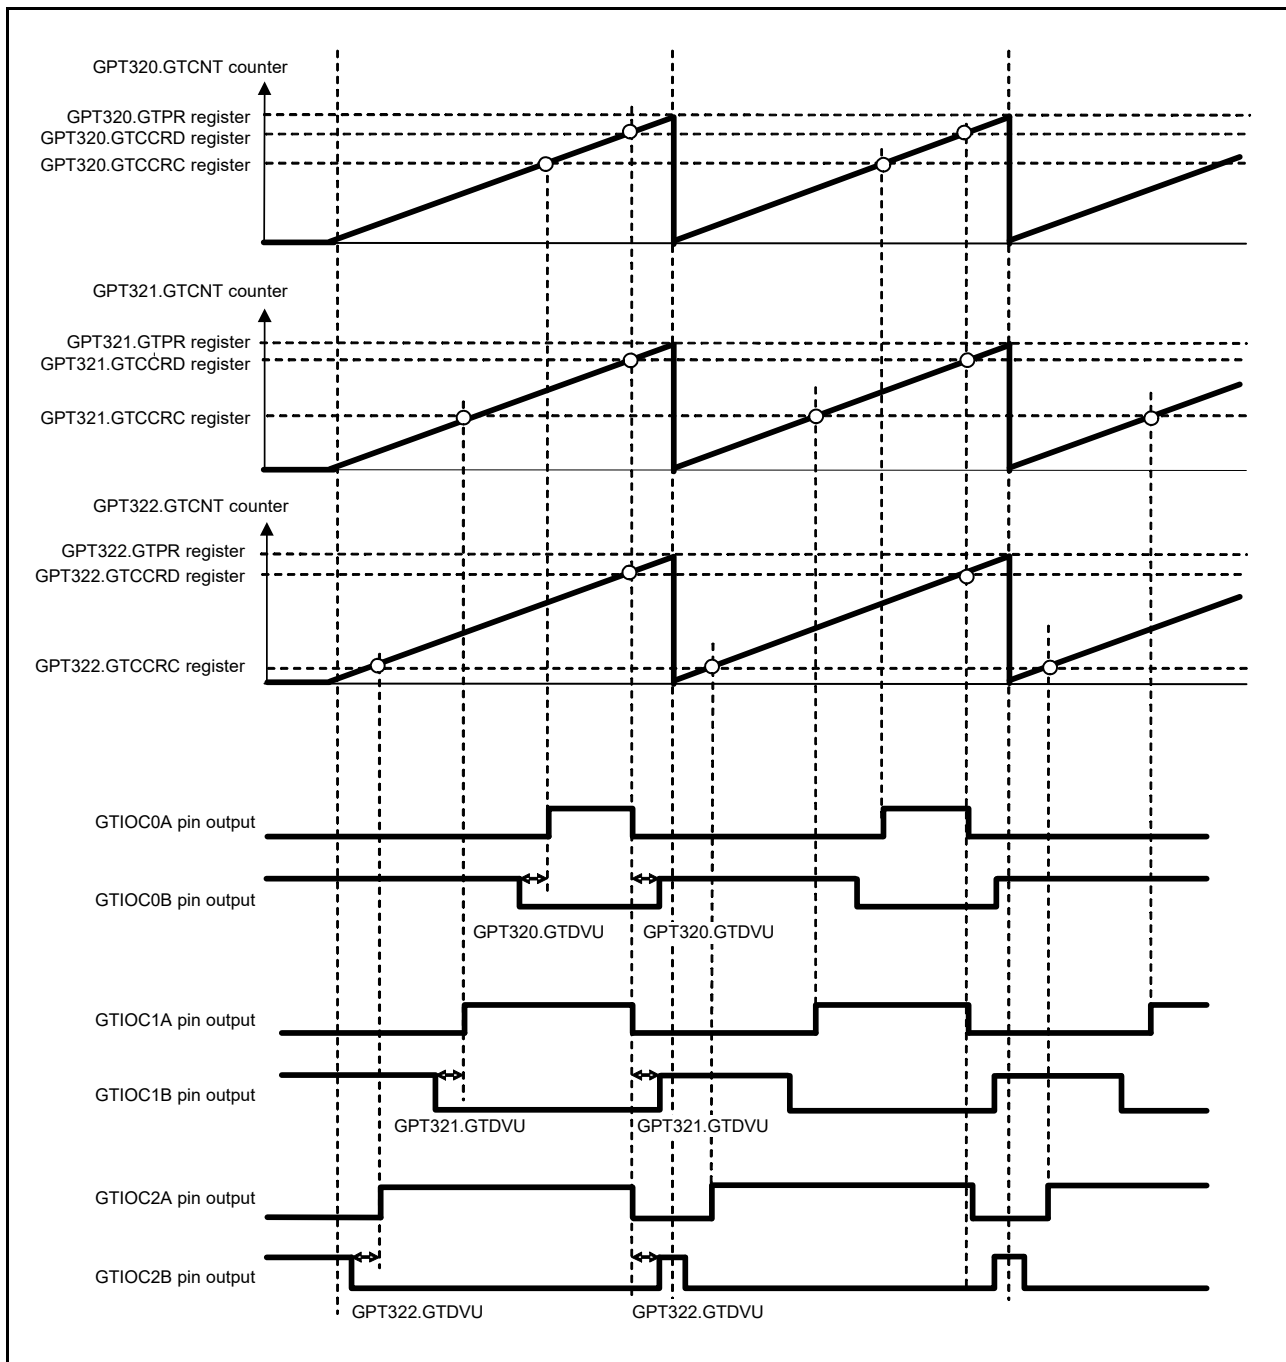 GPT320.GTCNT counter
GPT320.GTPR register
GPT320.GTCCRD register
GPT320.GTCCRC register
GPT321.GTCNT counter
GPT321.GTPR register
GPT321.GTCCRD register
GPT321.GTCCRC register
GPT322.GTCNT counter
GPT322.GTPR register
GPT322.GTCCRD register
GPT322.GTCCRC register
GTIOC0A pin output
GTIOC0B pin output
GPT320.GTDVU GPT320.GTDVU
GTIOC1A pin output
GTIOC1B pin output
GPT321.GTDVU GPT321.GTDVU
GTIOC2A pin output
GTIOC2B pin output
GPT322.GTDVU GPT322.GTDVU